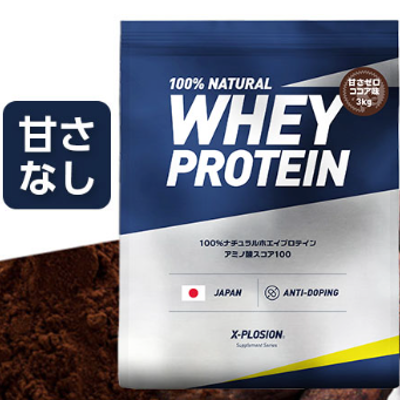 甘さ
なし
100% NATURAL
WHEY
PROTEIN
甘さゼロ
ココア味
3kg
100%ナチュラルホエイプロテイン
アミノ酸スコア100
JAPAN
ANTI-DOPING
X-PLOSION®
Supplement Series